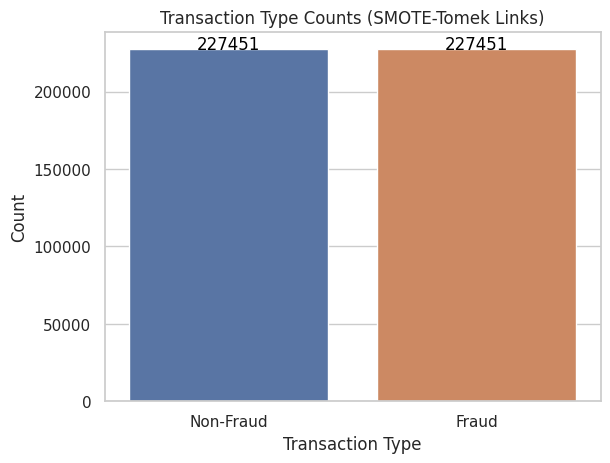 Transaction Type Counts (SMOTE-Tomek Links)
227451 227451
200000
150000
100000
50000
0
Count
Non-Fraud Fraud
Transaction Type